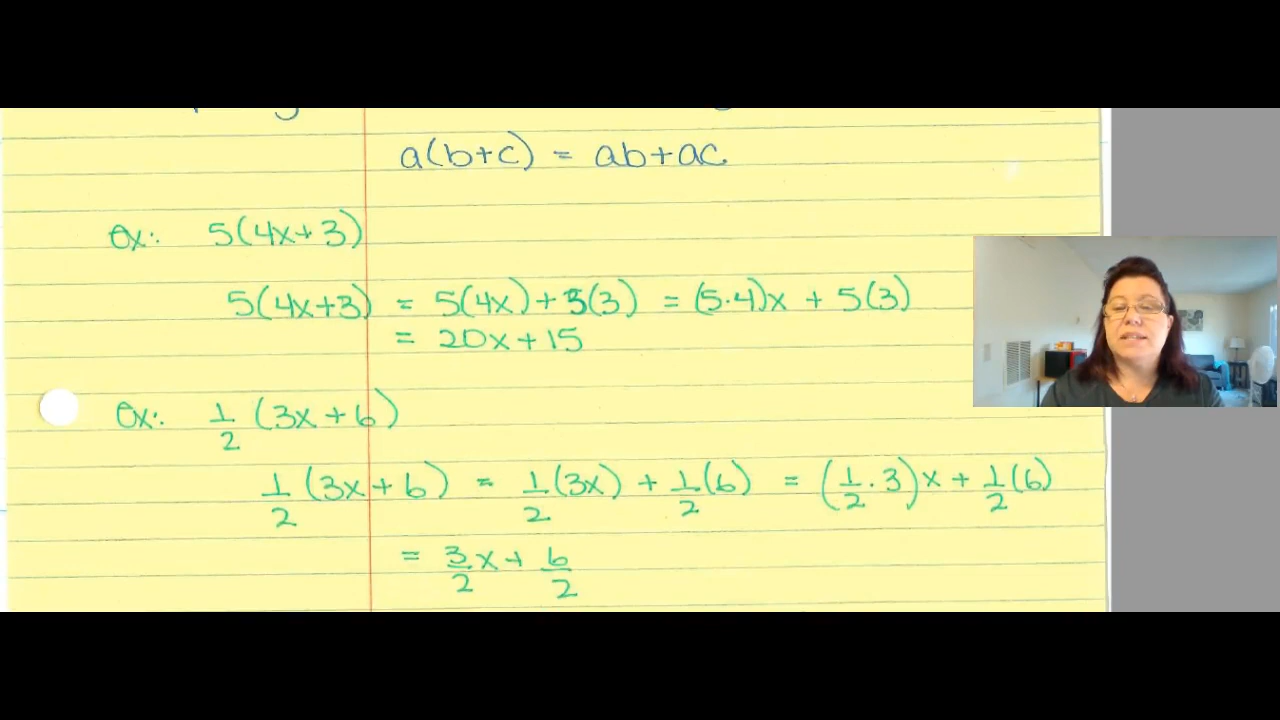 a(b+c) = ab+ac
Ex: 5(4x+3)
5(4x+3) = 5(4x)+5(3) = (5·4)x + 5(3)
= 20x+15
Ex: 1/2 (3x+6)
1/2 (3x+6) = 1/2(3x) + 1/2(6) = (1/2 · 3)x + 1/2(6)
= 3/2x + 6/2